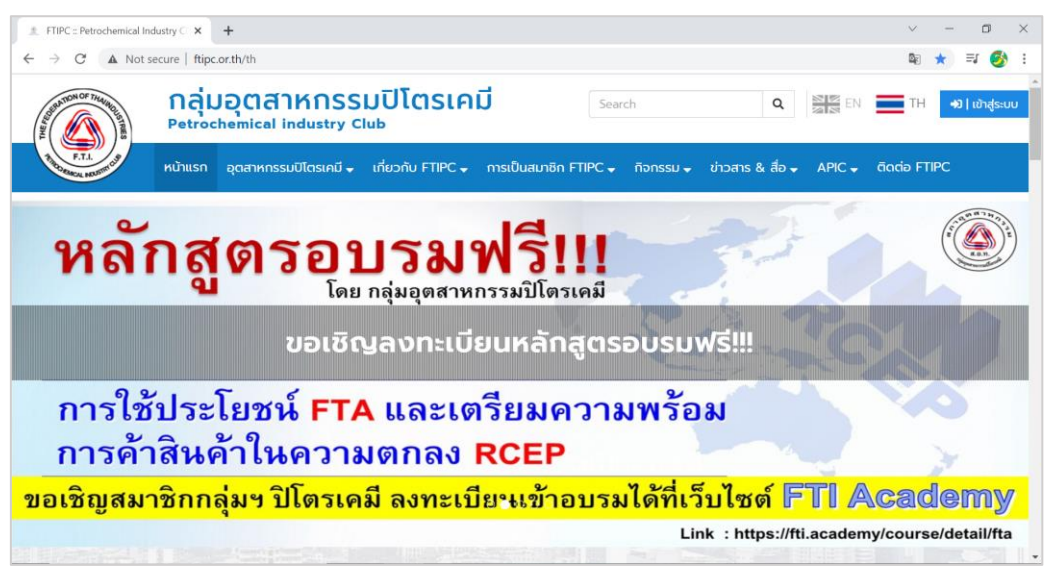 FTIPC :: Petrochemical Industry C
Not secure | ftipc.or.th/th
กลุ่มอุตสาหกรรมปิโตรเคมี
Petrochemical industry Club
Search
EN
TH
| เข้าสู่ระบบ
THE FEDERATION OF THAI INDUSTRIES
F.T.I.
PETROCHEMICAL INDUSTRY CLUB
หน้าแรก อุตสาหกรรมปิโตรเคมี เกี่ยวกับ FTIPC การเป็นสมาชิก FTIPC กิจกรรม ข่าวสาร & สื่อ APIC ติดต่อ FTIPC
หลักสูตรอบรมฟรี!!!
โดย กลุ่มอุตสาหกรรมปิโตรเคมี
ส.อ.ท.
ขอเชิญลงทะเบียนหลักสูตรอบรมฟรี!!!
RCEP
การใช้ประโยชน์ FTA และเตรียมความพร้อม
การค้าสินค้าในความตกลง RCEP
ขอเชิญสมาชิกกลุ่มฯ ปิโตรเคมี ลงทะเบียนเข้าอบรมได้ที่เว็บไซต์ FTI Academy
Link : https://fti.academy/course/detail/fta